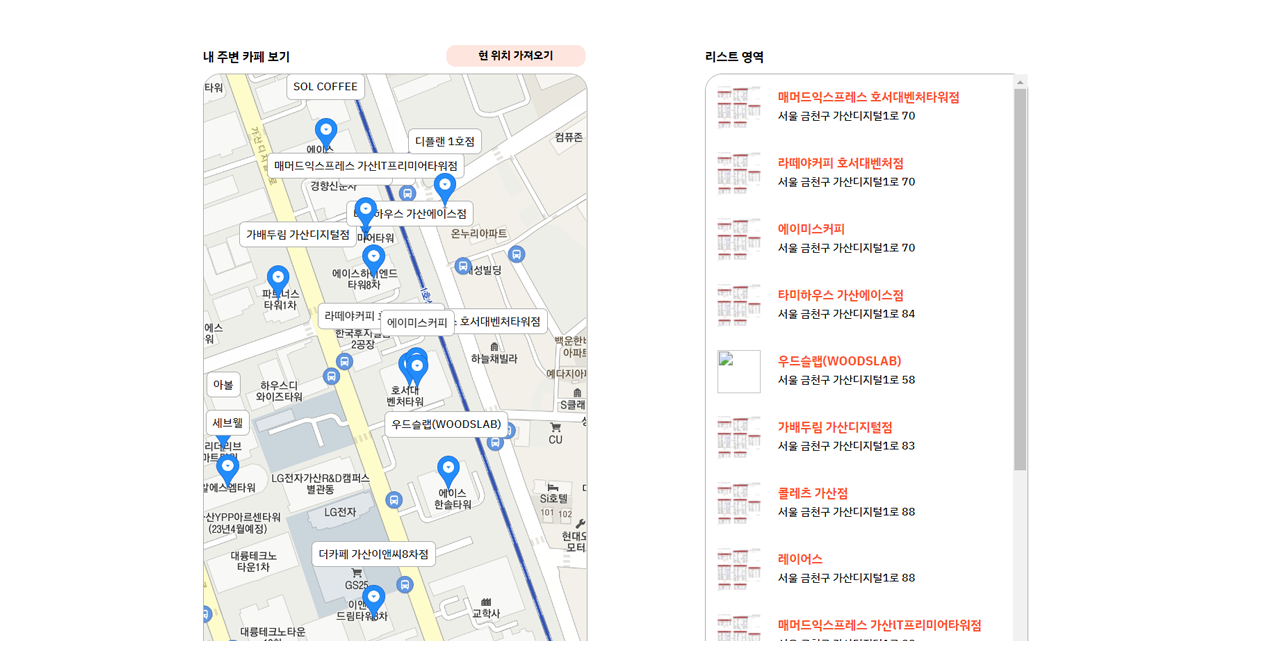 내 주변 카페 보기
현 위치 가져오기
타워
SOL COFFEE
가산디지털1로
에이스
디플랜 1호점
컴퓨존
매머드익스프레스 가산IT프리미어타워점
경향신문사
하우스 가산에이스점
가배두림 가산디지털점
미어타워
온누리아파트
성빌딩
에이스하이엔드
타워8차
파트너스
타워1차
라떼야커피
에이미스커피
호서대벤처타워점
에스
워
한국후지필름
2공장
하늘채빌라
백운한비
아파트
예다지아파
아볼
하우스디
와이즈타워
호서대
벤처타워
S클래
세브웰
우드슬랩(WOODSLAB)
CU
리더리브
마트타워
알에스엠타워
LG전자가산R&D캠퍼스
별관동
에이스
한솔타워
Si호텔
101 102
LG전자
산YPP아르센타워
(23년4월예정)
현대오
모터
대륭테크노
타운1차
더카페 가산이앤씨8차점
GS25
이앤
드림타워8차
교학사
대륭테크노타운
리스트 영역
매머드익스프레스 호서대벤처타워점
서울 금천구 가산디지털1로 70
라떼야커피 호서대벤처점
서울 금천구 가산디지털1로 70
에이미스커피
서울 금천구 가산디지털1로 70
타미하우스 가산에이스점
서울 금천구 가산디지털1로 84
우드슬랩(WOODSLAB)
서울 금천구 가산디지털1로 58
가배두림 가산디지털점
서울 금천구 가산디지털1로 83
콜레츠 가산점
서울 금천구 가산디지털1로 88
레이어스
서울 금천구 가산디지털1로 88
매머드익스프레스 가산IT프리미어타워점